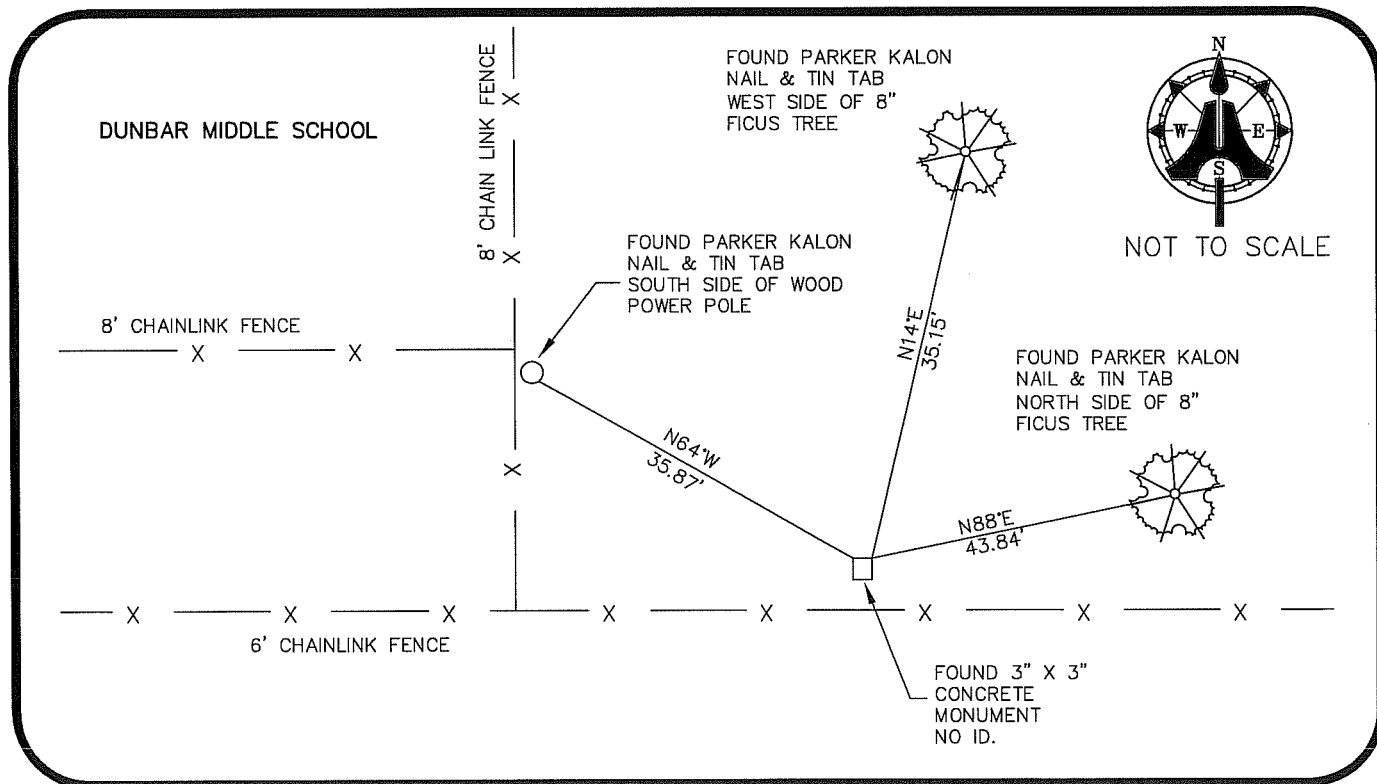 DUNBAR MIDDLE SCHOOL
8' CHAIN LINK FENCE
X
X
X
FOUND PARKER KALON
NAIL & TIN TAB
WEST SIDE OF 8"
FICUS TREE
N
W
E
S
NOT TO SCALE
FOUND PARKER KALON
NAIL & TIN TAB
SOUTH SIDE OF WOOD
POWER POLE
8' CHAINLINK FENCE
X
X
N14°E
35.15'
FOUND PARKER KALON
NAIL & TIN TAB
NORTH SIDE OF 8"
FICUS TREE
N64°W
35.87'
N88°E
43.84'
X
X
X
X
X
X
X
X
6' CHAINLINK FENCE
FOUND 3" X 3"
CONCRETE
MONUMENT
NO ID.